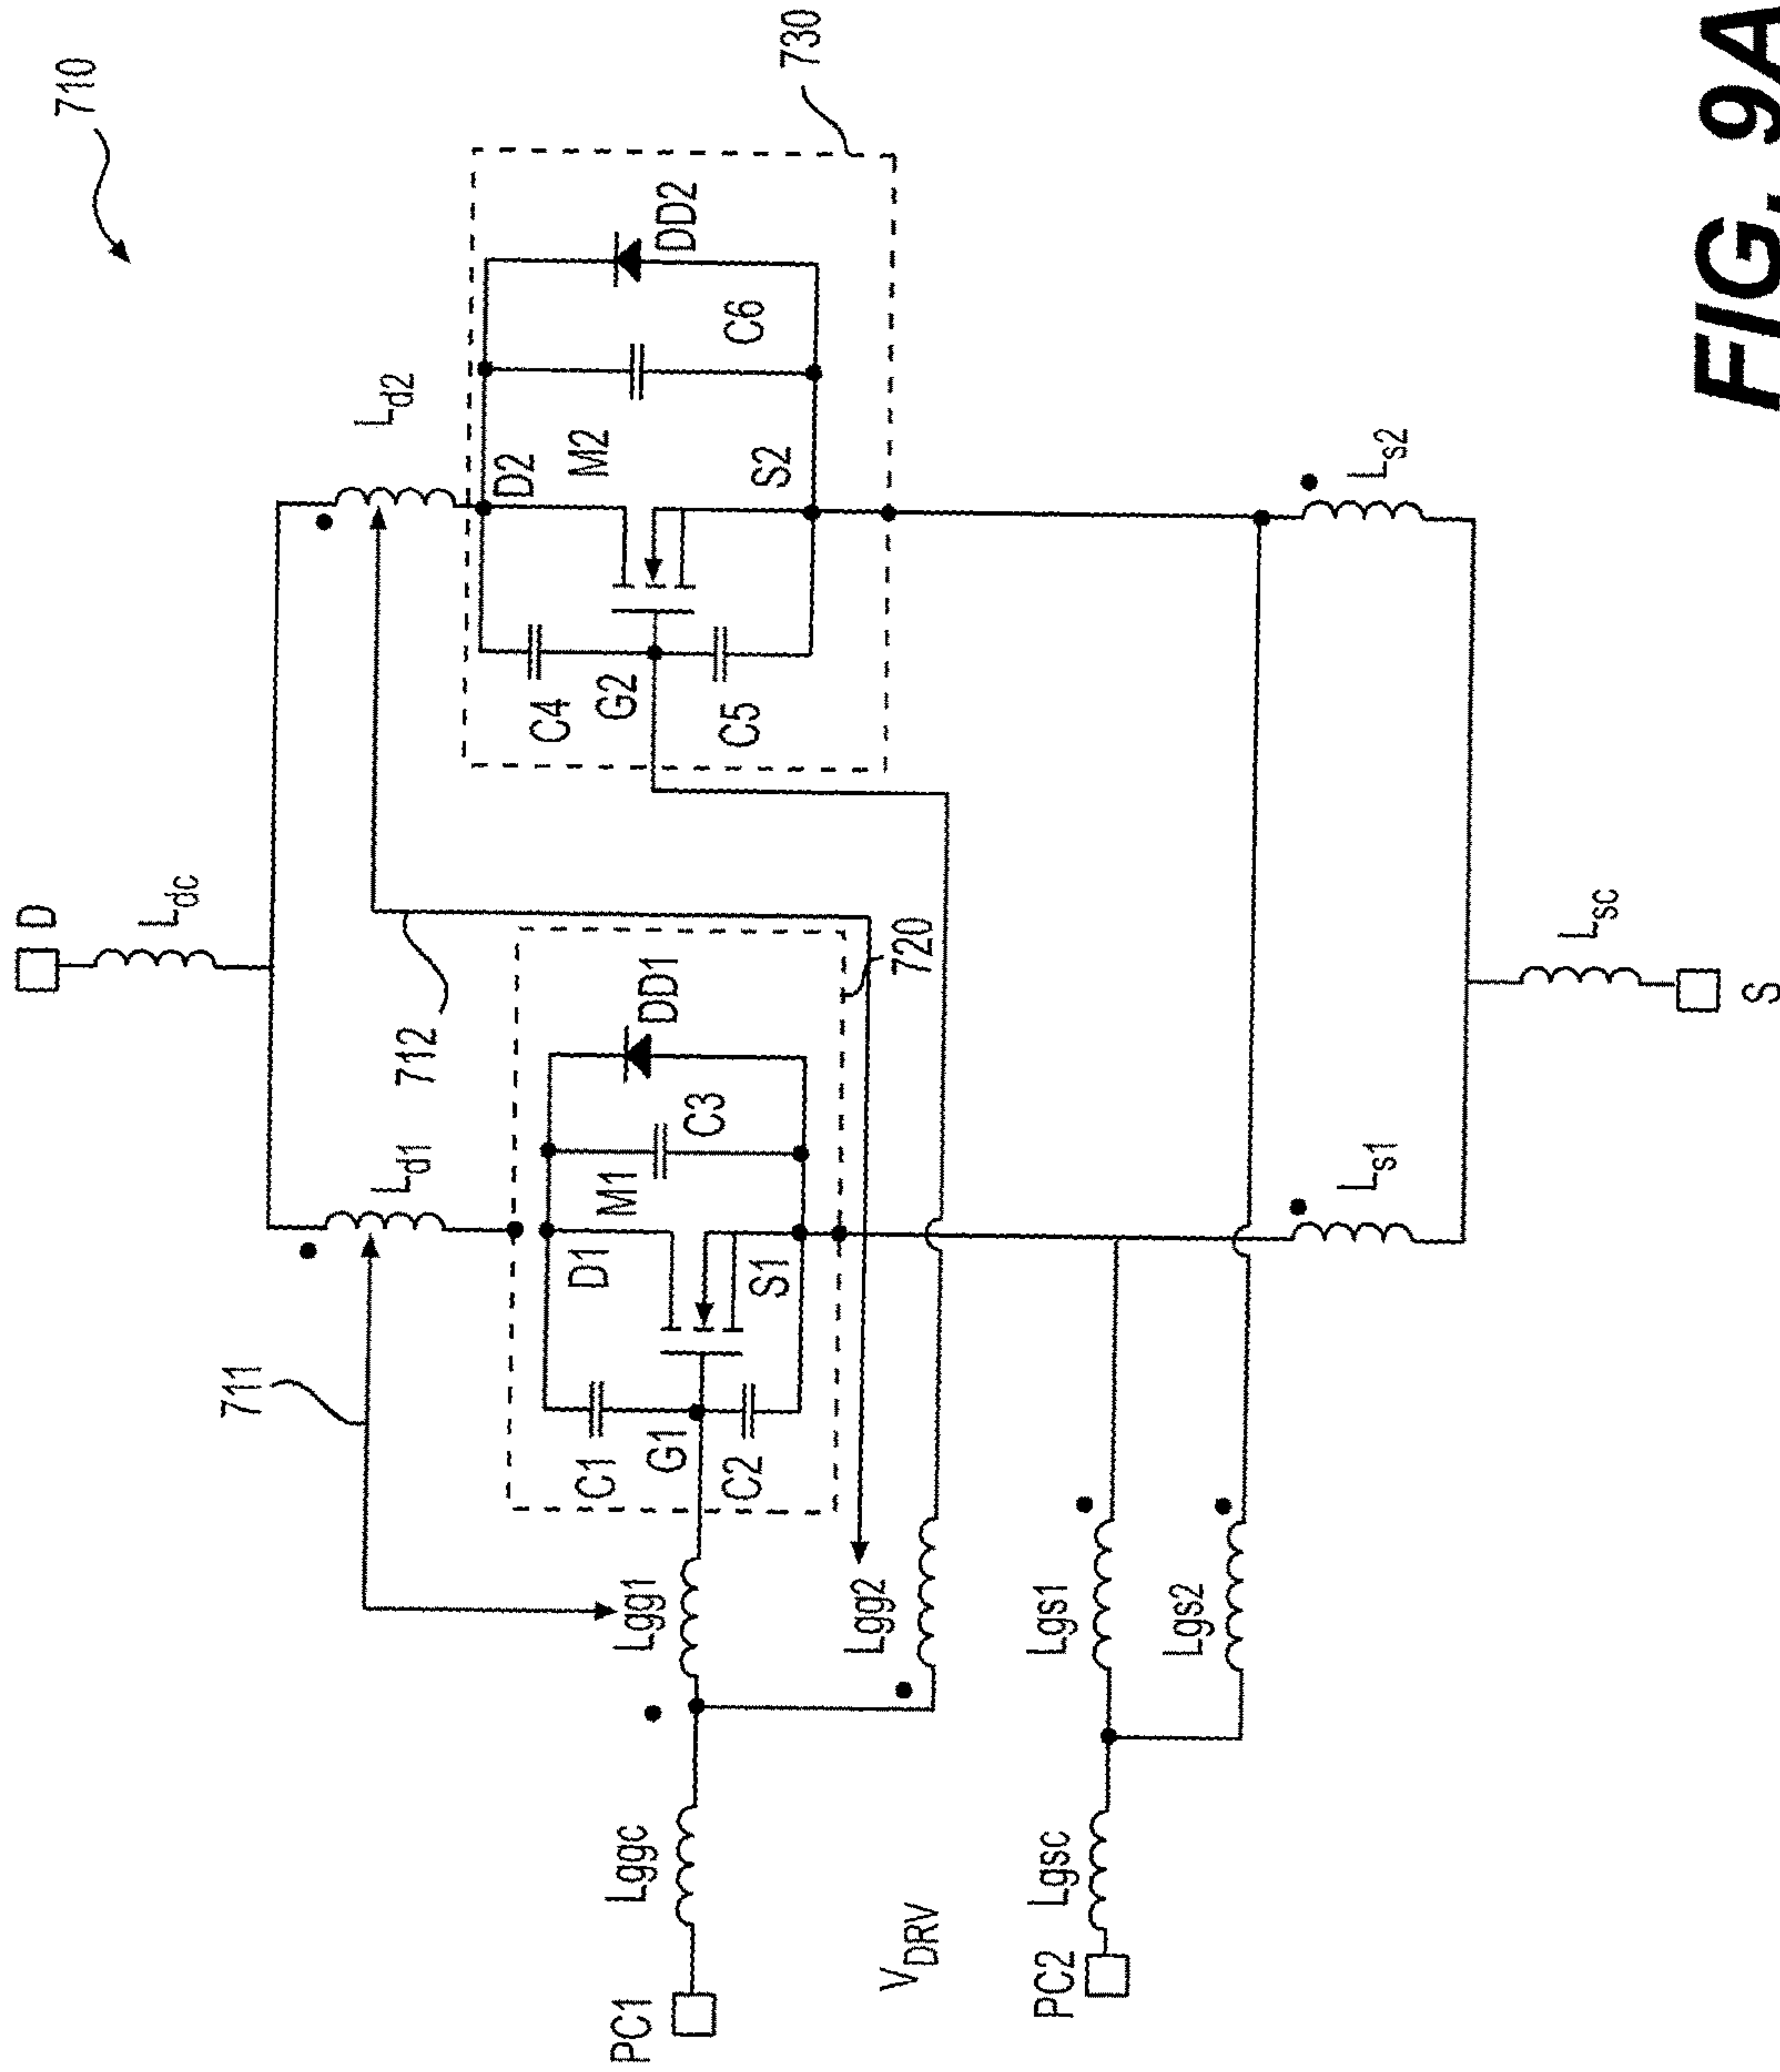 710
D
L_dc
L_d1
L_d2
711
712
730
D1
M1
C1
G1
C2
C3
DD1
S1
720
D2
M2
C4
G2
C5
C6
DD2
S2
PC1
Lggc
Lgg1
Lgg2
V_DRV
PC2
Lgsc
Lgs1
Lgs2
L_s1
L_s2
L_sc
S
FIG. 9A